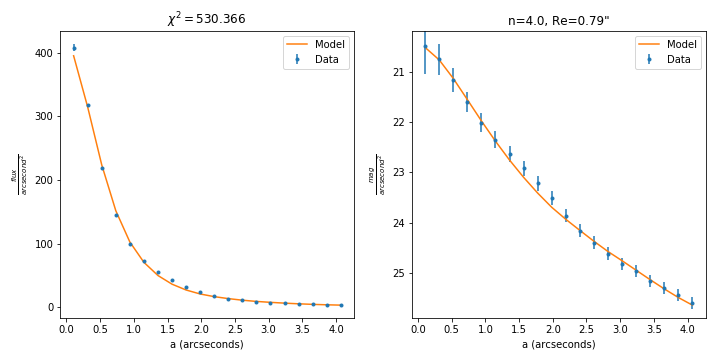 χ² = 530.366
Model
Data
flux
arcsecond²
400
300
200
100
0
0.0 0.5 1.0 1.5 2.0 2.5 3.0 3.5 4.0
a (arcseconds)
n=4.0, Re=0.79"
Model
Data
mag
arcsecond²
21
22
23
24
25
0.0 0.5 1.0 1.5 2.0 2.5 3.0 3.5 4.0
a (arcseconds)